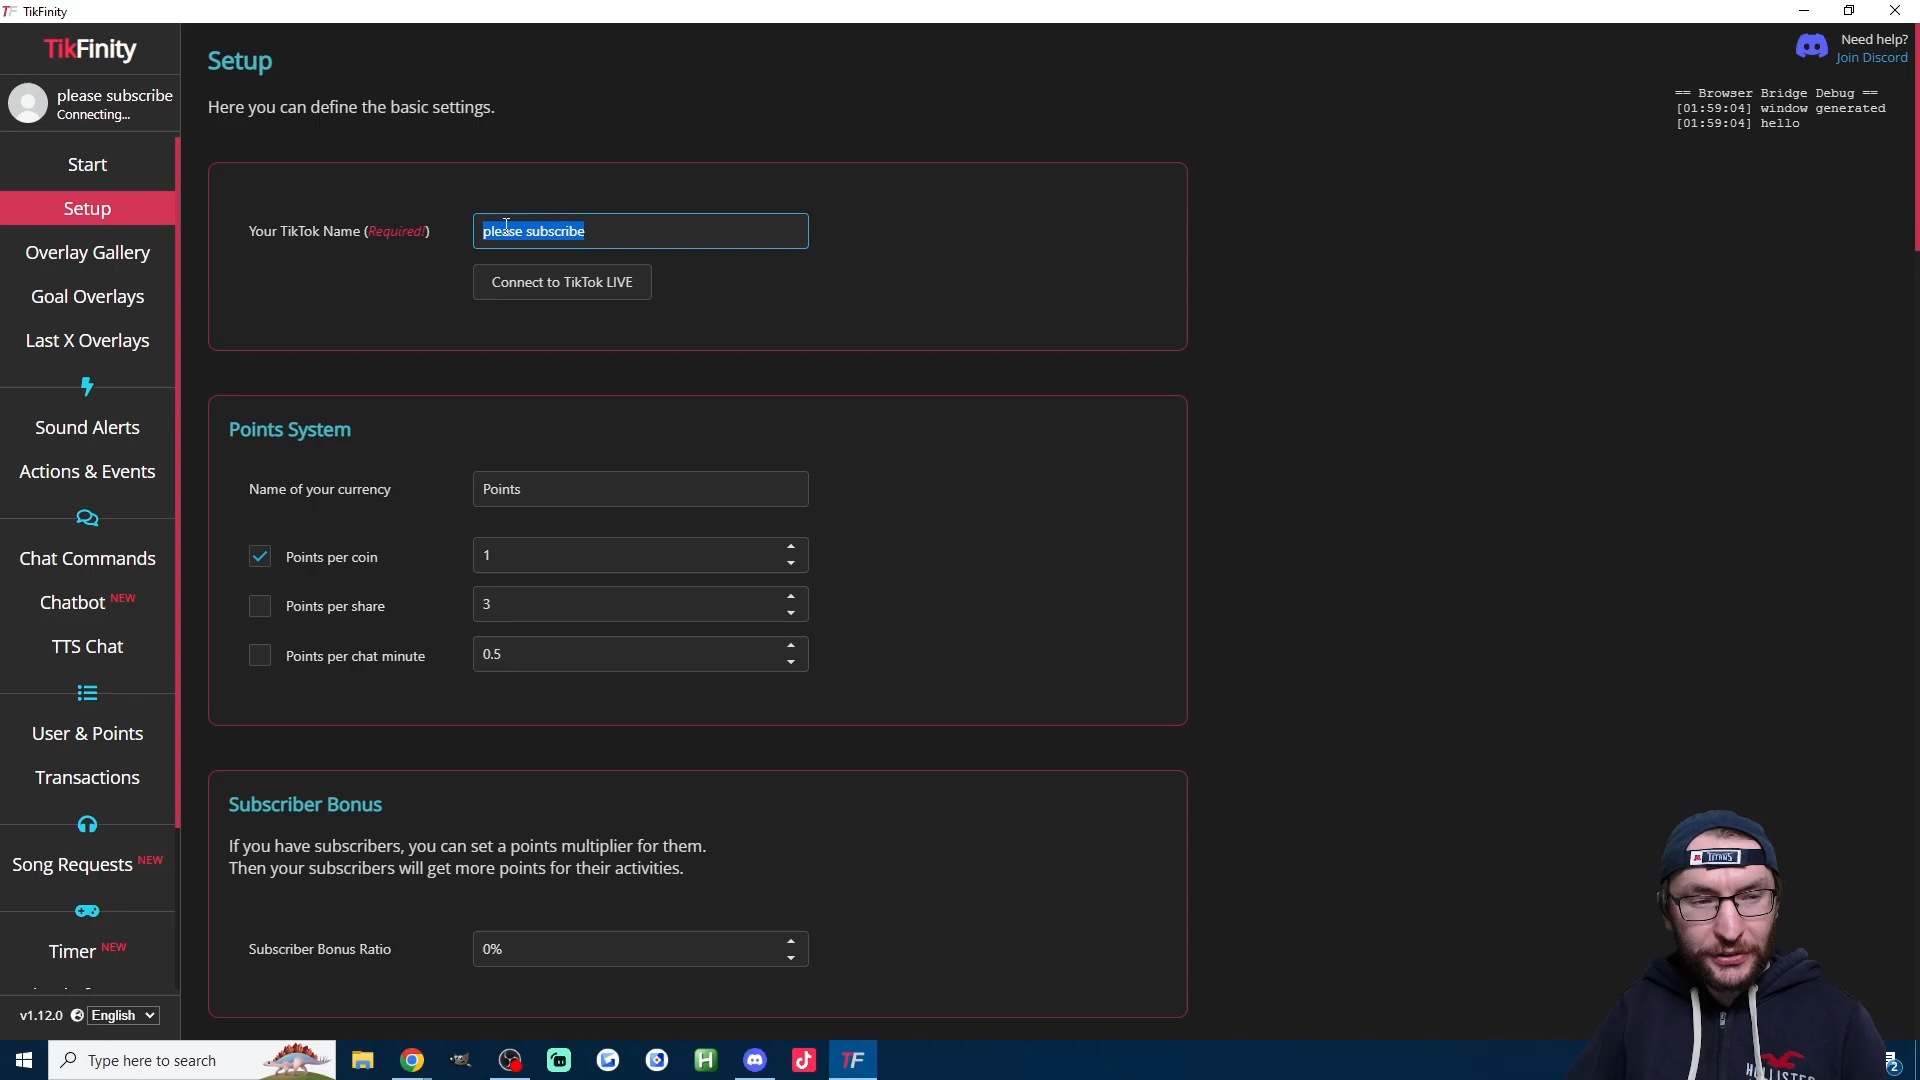 TF TikFinity
TikFinity
please subscribe
Connecting...
Start
Setup
Overlay Gallery
Goal Overlays
Last X Overlays
Sound Alerts
Actions & Events
Chat Commands
Chatbot NEW
TTS Chat
User & Points
Transactions
Song Requests NEW
Timer NEW
v1.12.0 English
Setup
Here you can define the basic settings.
Your TikTok Name (Required!) please subscribe
Connect to TikTok LIVE
Points System
Name of your currency Points
Points per coin 1
Points per share 3
Points per chat minute 0.5
Subscriber Bonus
If you have subscribers, you can set a points multiplier for them.
Then your subscribers will get more points for their activities.
Subscriber Bonus Ratio 0%
Need help?
Join Discord
== Browser Bridge Debug ==
[01:59:04] window generated
[01:59:04] hello
TITANS
HOLLISTER
Type here to search
H
TF
2